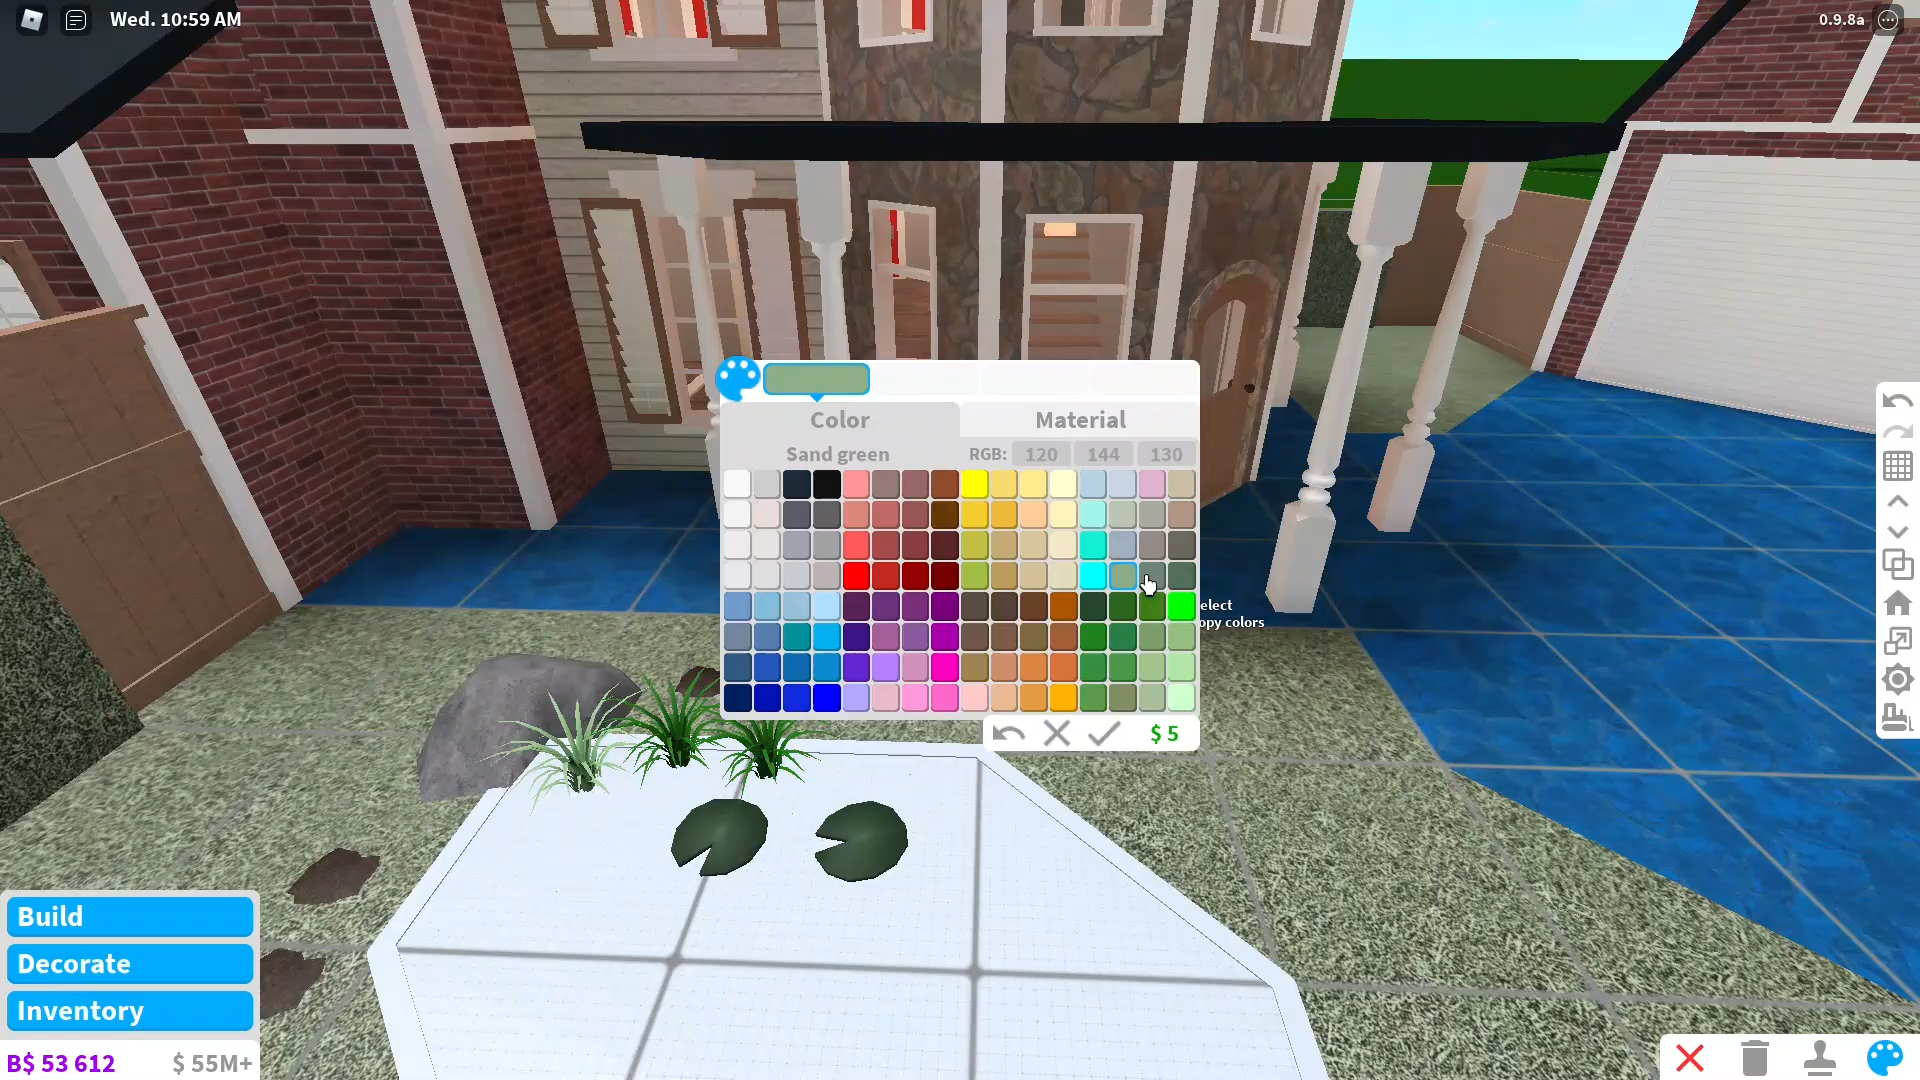 Wed. 10:59 AM
0.9.8a
Color
Material
Sand green
RGB: 120 144 130
elect
opy colors
$ 5
Build
Decorate
Inventory
B$ 53 612
$ 55M+